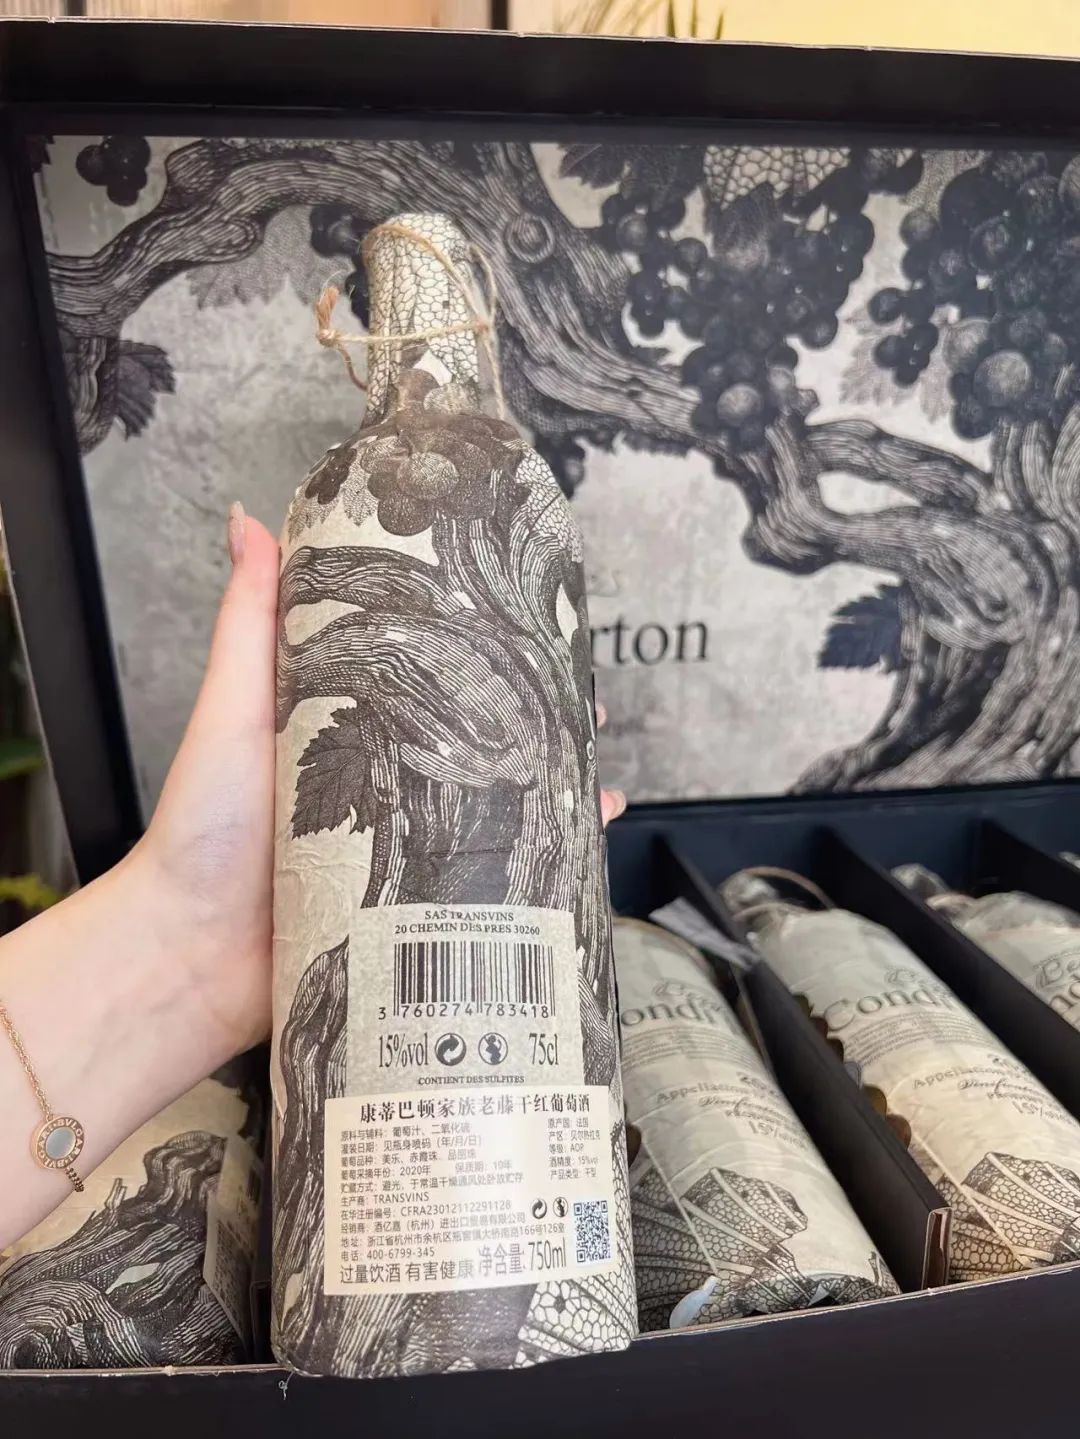 rton
SAS TRANSVINS
20 CHEMIN DES PRES 30260
3 760274 783418
15%vol
75cl
CONTIENT DES SULFITES
康蒂巴顿家族老藤干红葡萄酒
原料与辅料：葡萄汁、二氧化硫
灌装日期：见瓶身喷码（年/月/日）
葡萄品种：美乐、赤霞珠、品丽珠
葡萄采摘年份：2020年 保质期：10年
贮藏方式：避光，于常温干燥通风处卧放贮存
生产商：TRANSVINS
在华注册编号：CFRA23012112291128
经销商：酒亿嘉（杭州）进出口贸易有限公司
地址：浙江省杭州市余杭区瓶窑镇大桥南路166号126室
电话：400-6799-345
原产国：法国
产区：贝尔热拉克
等级：AOP
酒精度：15%vol
产品类型：干型
净含量:750ml
过量饮酒 有害健康
Cond
Appellation
15%